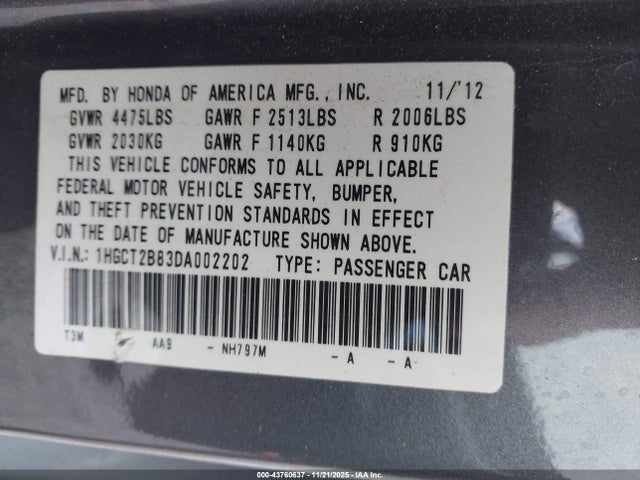 MFD. BY HONDA OF AMERICA MFG., INC. 11/'12
GVWR 4475LBS GAWR F 2513LBS R 2006LBS
GVWR 2030KG GAWR F 1140KG R 910KG
THIS VEHICLE CONFORMS TO ALL APPLICABLE
FEDERAL MOTOR VEHICLE SAFETY, BUMPER,
AND THEFT PREVENTION STANDARDS IN EFFECT
ON THE DATE OF MANUFACTURE SHOWN ABOVE.
V.I.N.: 1HGCT2B83DA002202 TYPE: PASSENGER CAR
T3M AA9 - NH797M - A - A
000-43760637 - 11/21/2025 - IAA Inc.